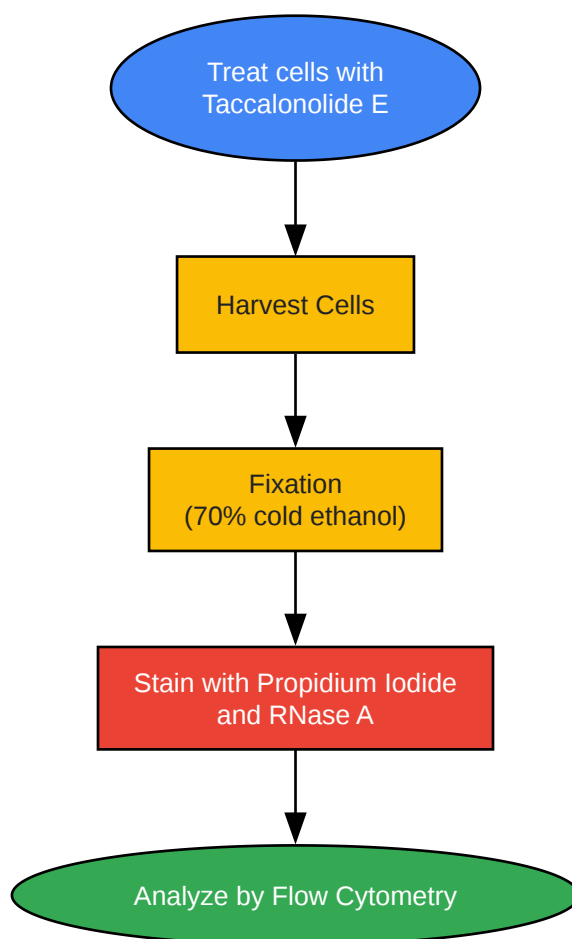 Treat cells with
Taccalonolide E
Harvest Cells
Fixation
(70% cold ethanol)
Stain with Propidium Iodide
and RNase A
Analyze by Flow Cytometry